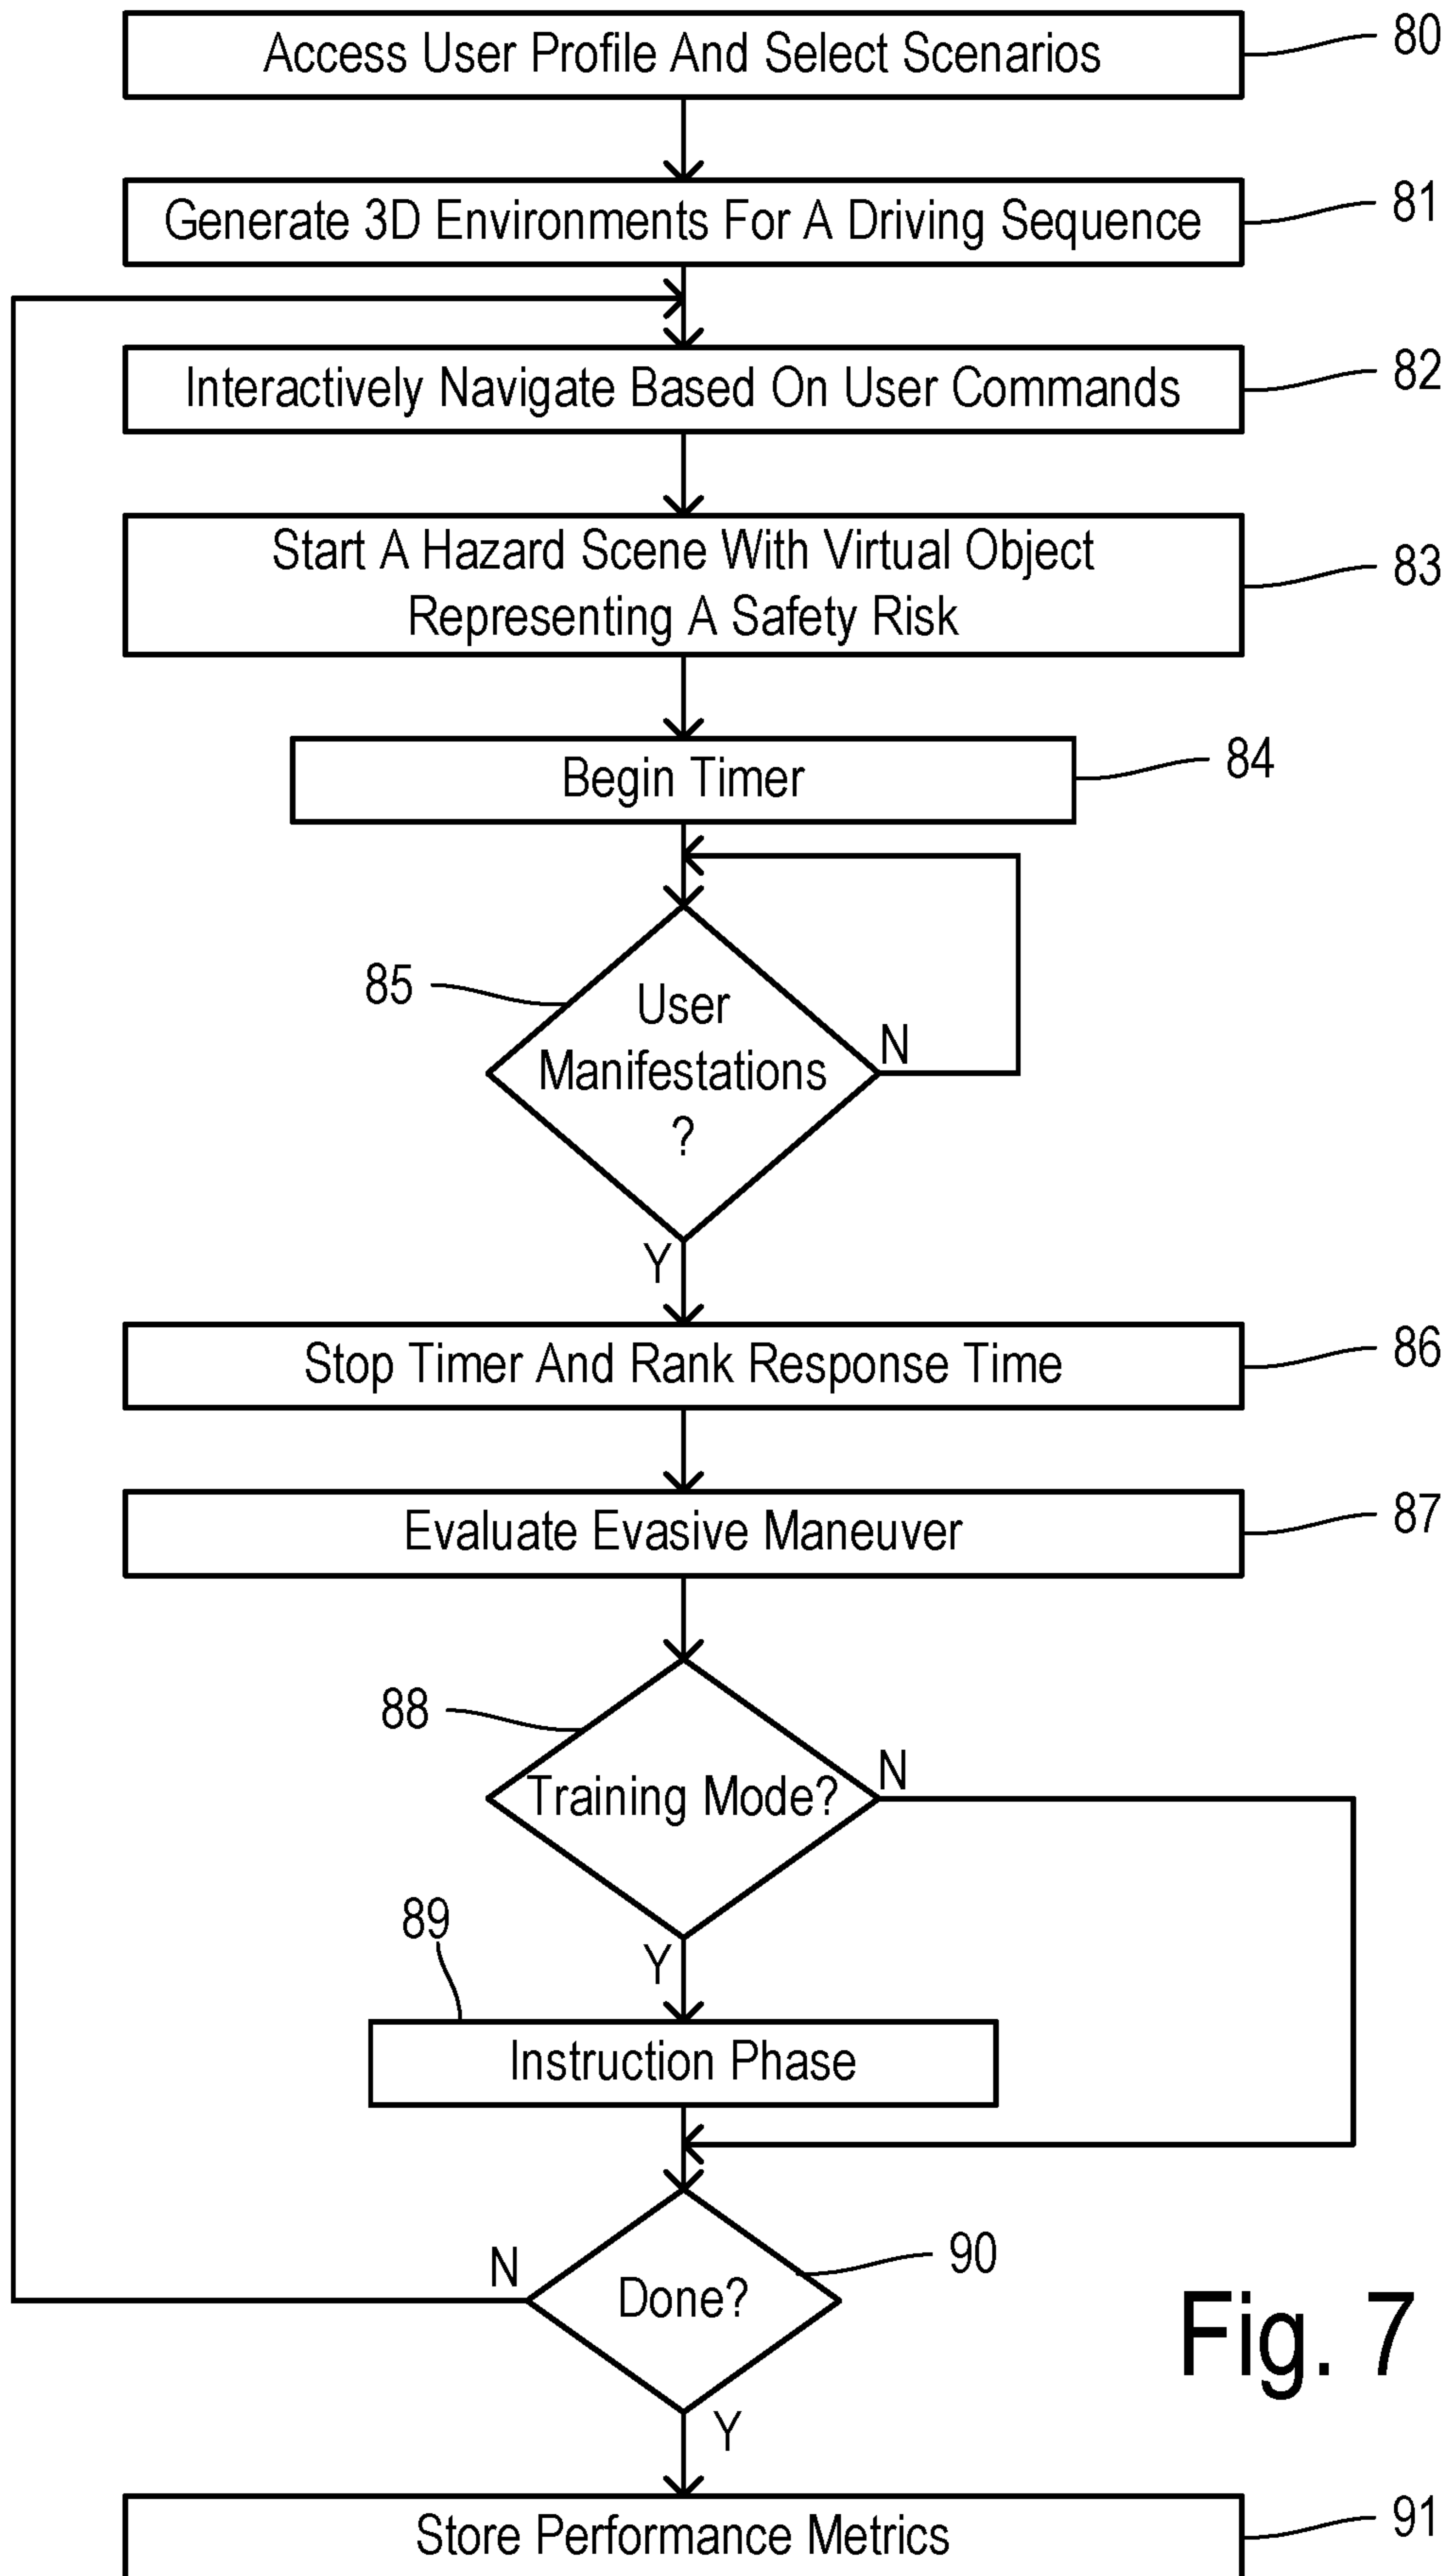 Access User Profile And Select Scenarios
80
Generate 3D Environments For A Driving Sequence
81
Interactively Navigate Based On User Commands
82
Start A Hazard Scene With Virtual Object
Representing A Safety Risk
83
Begin Timer
84
85
User
Manifestations
?
N
Y
Stop Timer And Rank Response Time
86
Evaluate Evasive Maneuver
87
88
Training Mode?
N
Y
89
Instruction Phase
N
Done?
90
Y
Fig. 7
Store Performance Metrics
91